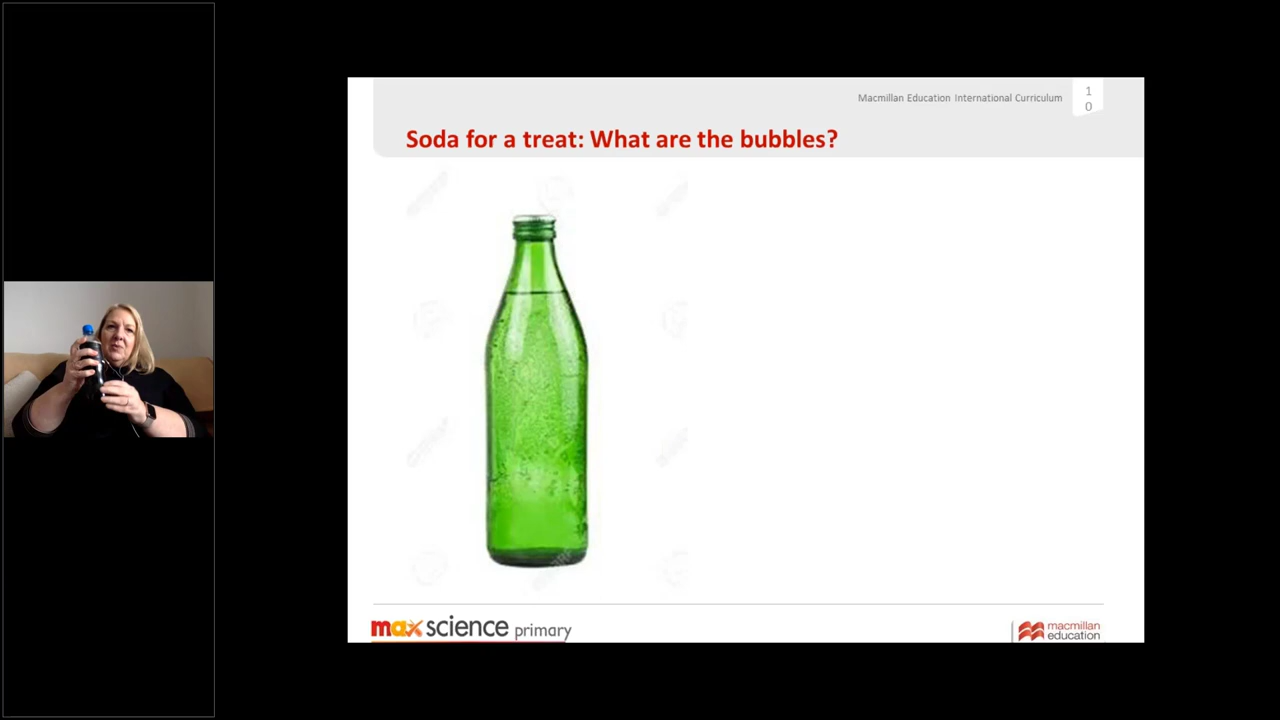 Macmillan Education International Curriculum
1
0
Soda for a treat: What are the bubbles?
max science primary
macmillan
education